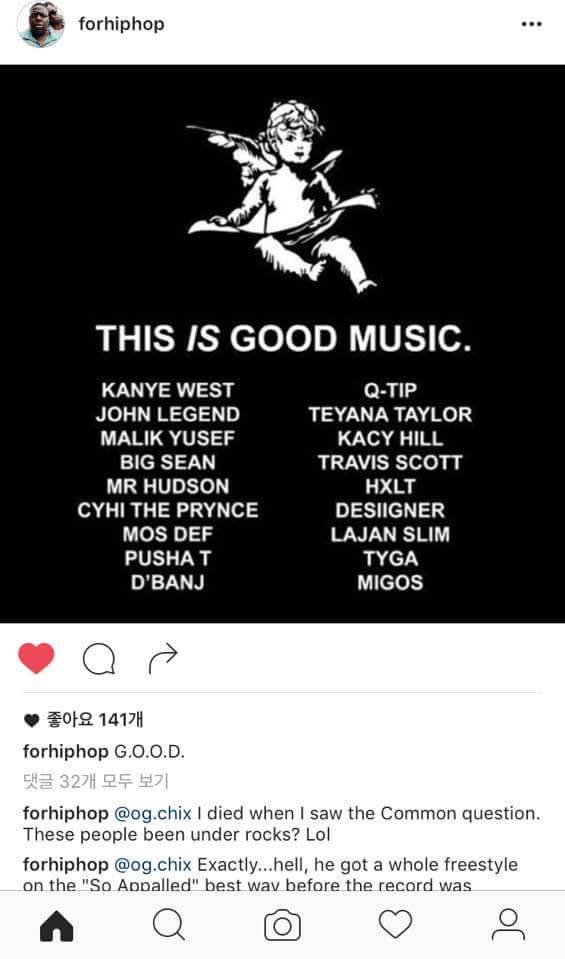 forhiphop
THIS IS GOOD MUSIC.
KANYE WEST
JOHN LEGEND
MALIK YUSEF
BIG SEAN
MR HUDSON
CYHI THE PRYNCE
MOS DEF
PUSHA T
D'BANJ
Q-TIP
TEYANA TAYLOR
KACY HILL
TRAVIS SCOTT
HXLT
DESIIGNER
LAJAN SLIM
TYGA
MIGOS
좋아요 141개
forhiphop G.O.O.D.
댓글 32개 모두 보기
forhiphop @og.chix I died when I saw the Common question.
These people been under rocks? Lol
forhiphop @og.chix Exactly...hell, he got a whole freestyle
on the "So Appalled" best way before the record was